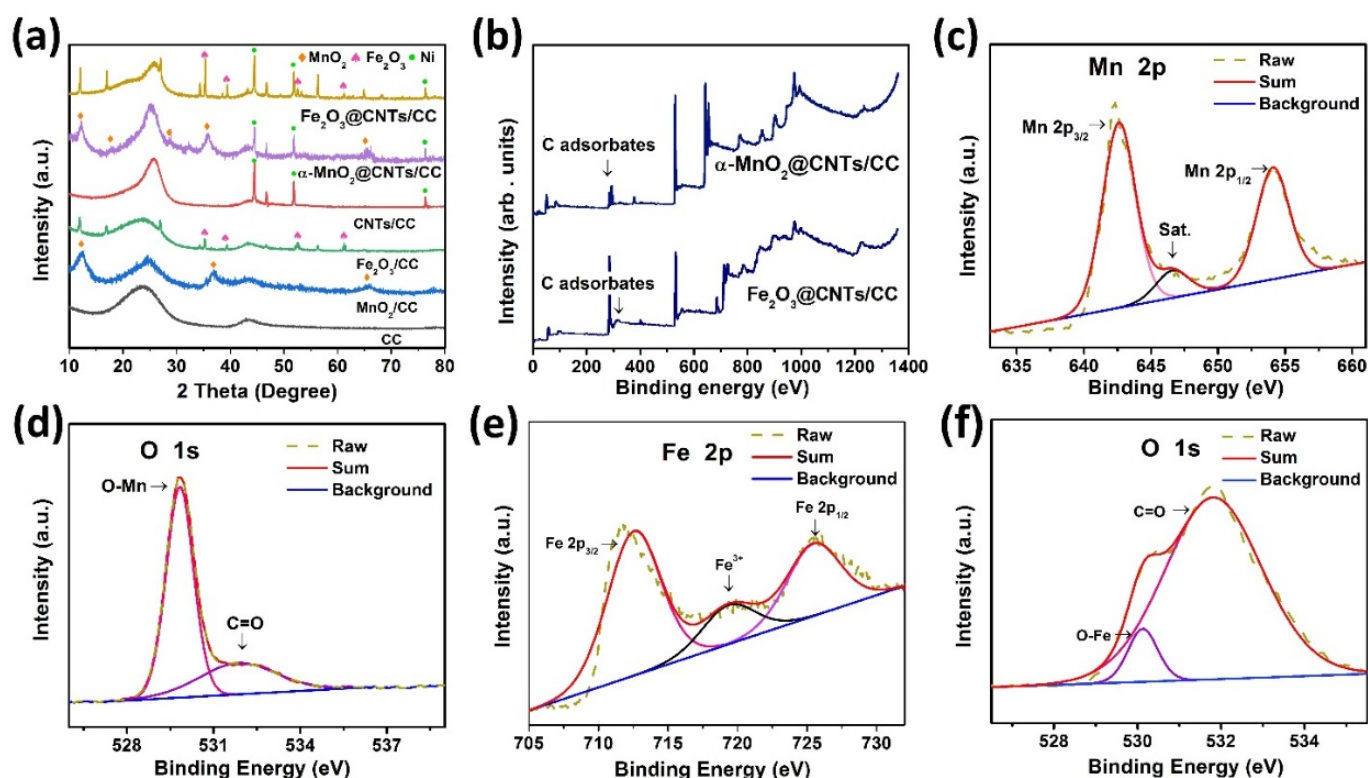 (a)
MnO₂ Fe₂O₃ Ni
Fe₂O₃@CNTs/CC
α-MnO₂@CNTs/CC
CNTs/CC
Fe₂O₃/CC
MnO₂/CC
CC
Intensity (a.u.)
10 20 30 40 50 60 70 80
2 Theta (Degree)
(b)
C adsorbates
α-MnO₂@CNTs/CC
C adsorbates
Fe₂O₃@CNTs/CC
Intensity (arb . units)
0 200 400 600 800 1000 1200 1400
Binding energy (eV)
(c)
Raw
Sum
Background
Mn 2p
Mn 2p₃/₂
Mn 2p₁/₂
Sat.
Intensity (a.u.)
635 640 645 650 655 660
Binding Energy (eV)
(d)
O 1s
Raw
Sum
Background
O-Mn
C=O
Intensity (a.u.)
528 531 534 537
Binding Energy (eV)
(e)
Raw
Sum
Background
Fe 2p
Fe 2p₃/₂
Fe³⁺
Fe 2p₁/₂
Intensity (a.u.)
705 710 715 720 725 730
Binding Energy (eV)
(f)
O 1s
Raw
Sum
Background
C=O
O-Fe
Intensity (a.u.)
528 530 532 534
Binding Energy (eV)